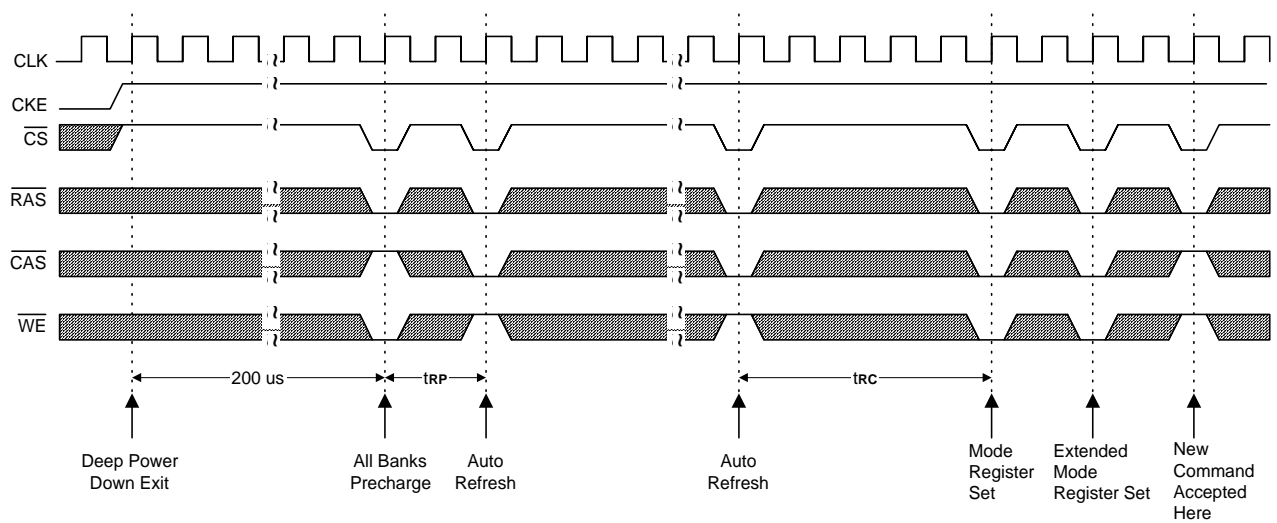 CLK
CKE
CS
RAS
CAS
WE
200 us
tRP
tRC
Deep Power
Down Exit
All Banks
Precharge
Auto
Refresh
Auto
Refresh
Mode
Register
Set
Extended
Mode
Register Set
New
Command
Accepted
Here